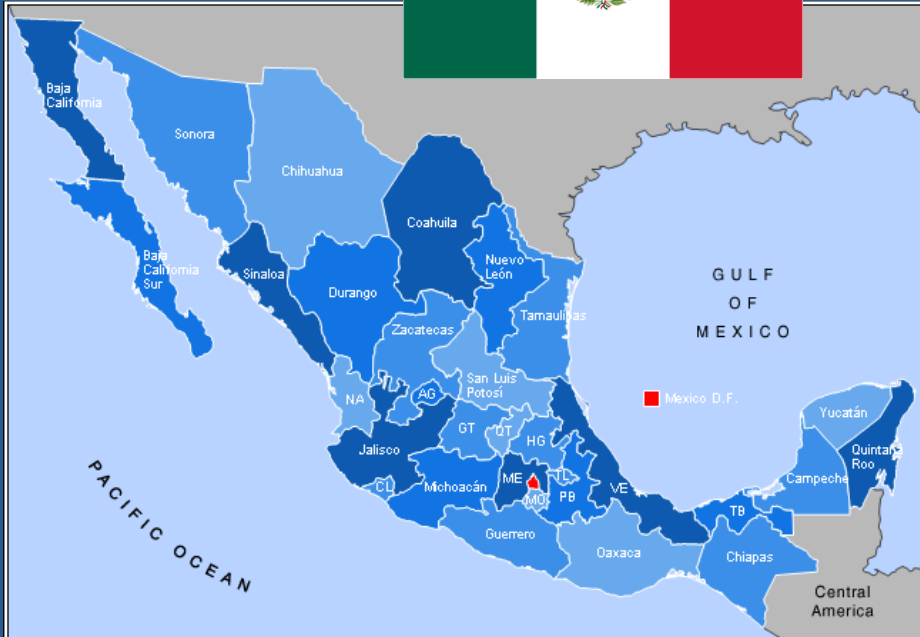 Baja
California
Sonora
Chihuahua
Coahuila
Baja
California
Sur
Sinaloa
Durango
Nuevo
León
Tamaulipas
Zacatecas
GULF
OF
MEXICO
San Luis
Potosí
NA
AG
Mexico D.F.
Yucatán
GT
QT
HG
Jalisco
Quintana
Roo
CL
Michoacán
ME
TL
MO
PB
VE
Campeche
TB
PACIFIC OCEAN
Guerrero
Oaxaca
Chiapas
Central
America